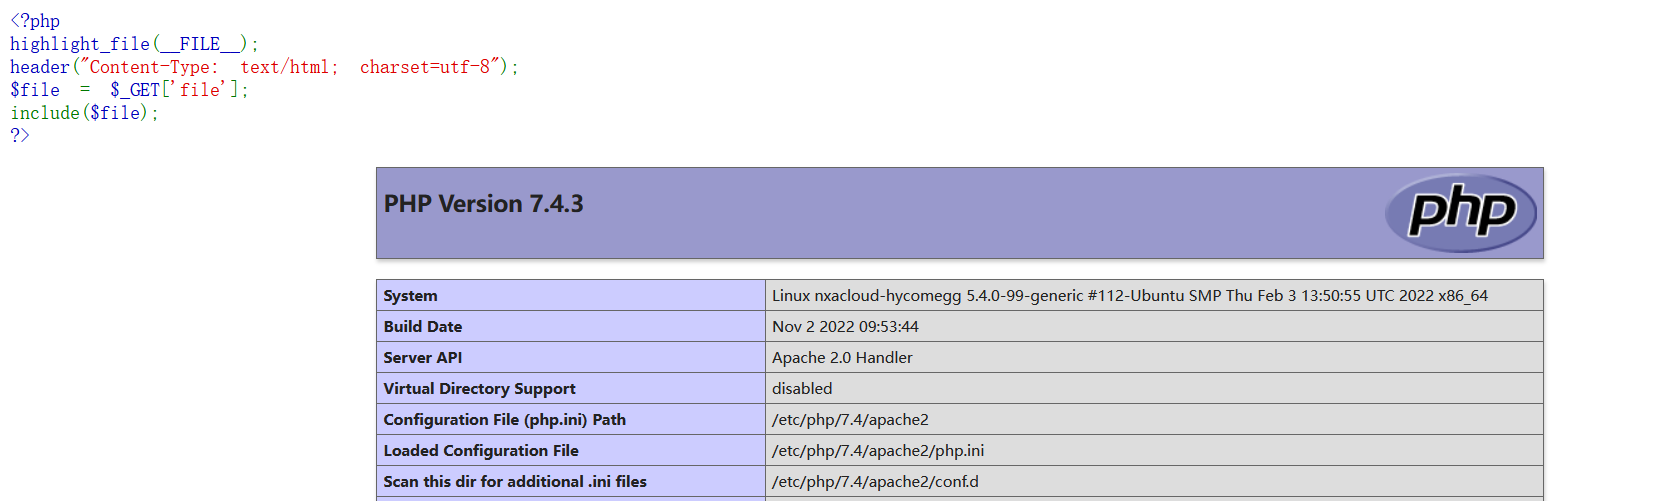 <?php
highlight_file(__FILE__);
header("Content-Type: text/html; charset=utf-8");
$file = $_GET['file'];
include($file);
?>
PHP Version 7.4.3
php
System Linux nxacloud-hycomegg 5.4.0-99-generic #112-Ubuntu SMP Thu Feb 3 13:50:55 UTC 2022 x86_64
Build Date Nov 2 2022 09:53:44
Server API Apache 2.0 Handler
Virtual Directory Support disabled
Configuration File (php.ini) Path /etc/php/7.4/apache2
Loaded Configuration File /etc/php/7.4/apache2/php.ini
Scan this dir for additional .ini files /etc/php/7.4/apache2/conf.d